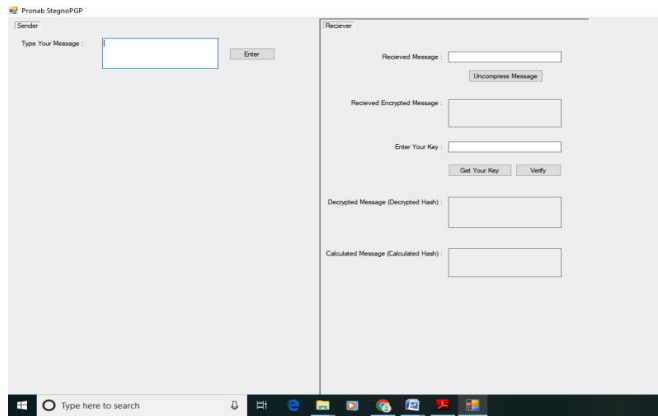 Pronab StegnoPGP
Sender
Type Your Message :
Enter
Reciever
Recieved Message :
Uncompress Message
Recieved Encrypted Message :
Enter Your Key :
Get Your Key
Verify
Decrypted Message (Decrypted Hash) :
Calculated Message (Calculated Hash) :
Type here to search